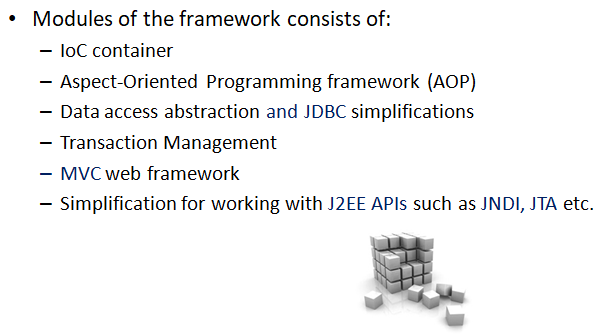 • Modules of the framework consists of:
– IoC container
– Aspect-Oriented Programming framework (AOP)
– Data access abstraction and JDBC simplifications
– Transaction Management
– MVC web framework
– Simplification for working with J2EE APIs such as JNDI, JTA etc.